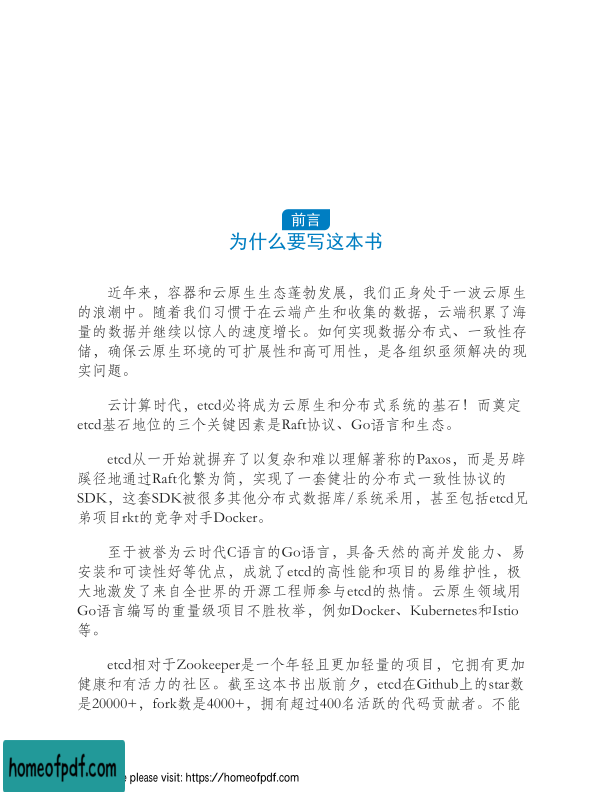 前言
为什么要写这本书
近年来，容器和云原生生态蓬勃发展，我们正身处于一波云原生
的浪潮中。随着我们习惯于在云端产生和收集的数据，云端积累了海
量的数据并继续以惊人的速度增长。如何实现数据分布式、一致性存
储，确保云原生环境的可扩展性和高可用性，是各组织亟须解决的现
实问题。
云计算时代，etcd必将成为云原生和分布式系统的基石！而奠定
etcd基石地位的三个关键因素是Raft协议、Go语言和生态。
etcd从一开始就摒弃了以复杂和难以理解著称的Paxos，而是另辟
蹊径地通过Raft化繁为简，实现了一套健壮的分布式一致性协议的
SDK，这套SDK被很多其他分布式数据库/系统采用，甚至包括etcd兄
弟项目rkt的竞争对手Docker。
至于被誉为云时代C语言的Go语言，具备天然的高并发能力、易
安装和可读性好等优点，成就了etcd的高性能和项目的易维护性，极
大地激发了来自全世界的开源工程师参与etcd的热情。云原生领域用
Go语言编写的重量级项目不胜枚举，例如Docker、Kubernetes和Istio
等。
etcd相对于Zookeeper是一个年轻且更加轻量的项目，它拥有更加
健康和有活力的社区。截至这本书出版前夕，etcd在Github上的star数
是20000+，fork数是4000+，拥有超过400名活跃的代码贡献者。不能
homeofpdf.com
e please visit: https://homeofpdf.com